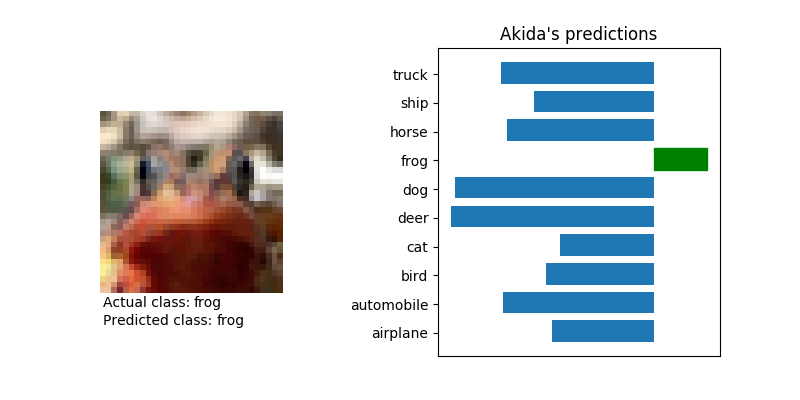 Akida's predictions
truck
ship
horse
frog
dog
deer
cat
bird
automobile
airplane
Actual class: frog
Predicted class: frog